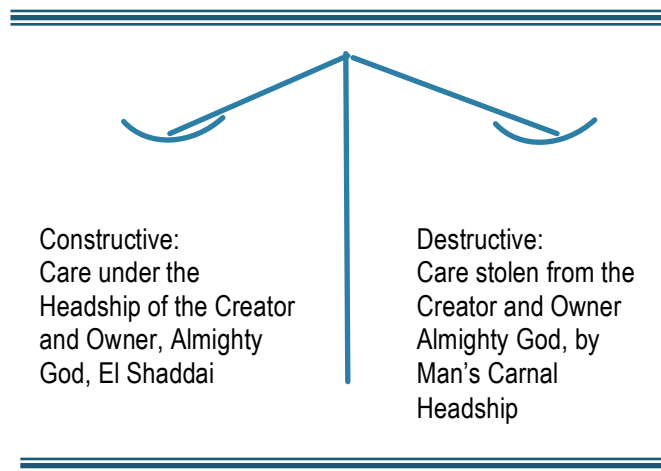 Constructive:
Care under the
Headship of the Creator
and Owner, Almighty
God, El Shaddai
Destructive:
Care stolen from the
Creator and Owner
Almighty God, by
Man’s Carnal
Headship